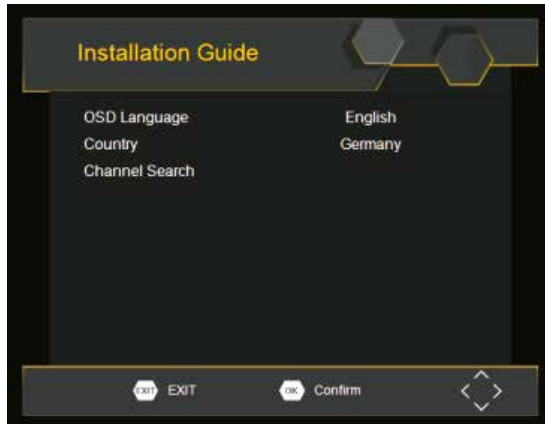 Installation Guide
OSD Language English
Country Germany
Channel Search
EXIT EXIT OK Confirm